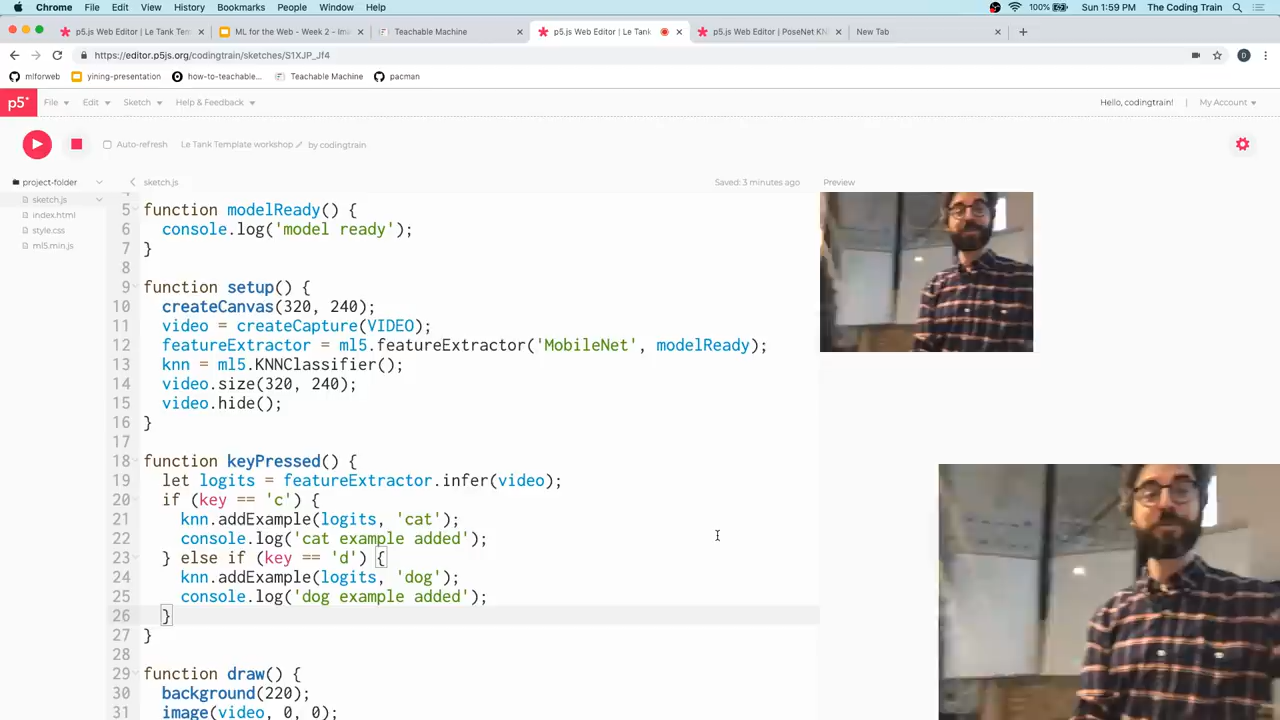 Chrome File Edit View History Bookmarks People Window Help 100% Sun 1:59 PM The Coding Train
p5.js Web Editor | Le Tank Tem ML for the Web - Week 2 - Ima Teachable Machine p5.js Web Editor | Le Tank p5.js Web Editor | PoseNet KN New Tab
https://editor.p5js.org/codingtrain/sketches/S1XJP_Jf4
mlforweb yining-presentation how-to-teachable... Teachable Machine pacman
p5* File Edit Sketch Help & Feedback Hello, codingtrain! | My Account
Auto-refresh Le Tank Template workshop by codingtrain
project-folder sketch.js Saved: 3 minutes ago Preview
sketch.js
index.html
style.css
ml5.min.js
5 function modelReady() {
6 console.log('model ready');
7 }
8
9 function setup() {
10 createCanvas(320, 240);
11 video = createCapture(VIDEO);
12 featureExtractor = ml5.featureExtractor('MobileNet', modelReady);
13 knn = ml5.KNNClassifier();
14 video.size(320, 240);
15 video.hide();
16 }
17
18 function keyPressed() {
19 let logits = featureExtractor.infer(video);
20 if (key == 'c') {
21 knn.addExample(logits, 'cat');
22 console.log('cat example added');
23 } else if (key == 'd') {
24 knn.addExample(logits, 'dog');
25 console.log('dog example added');
26 }
27 }
28
29 function draw() {
30 background(220);
31 image(video, 0, 0);